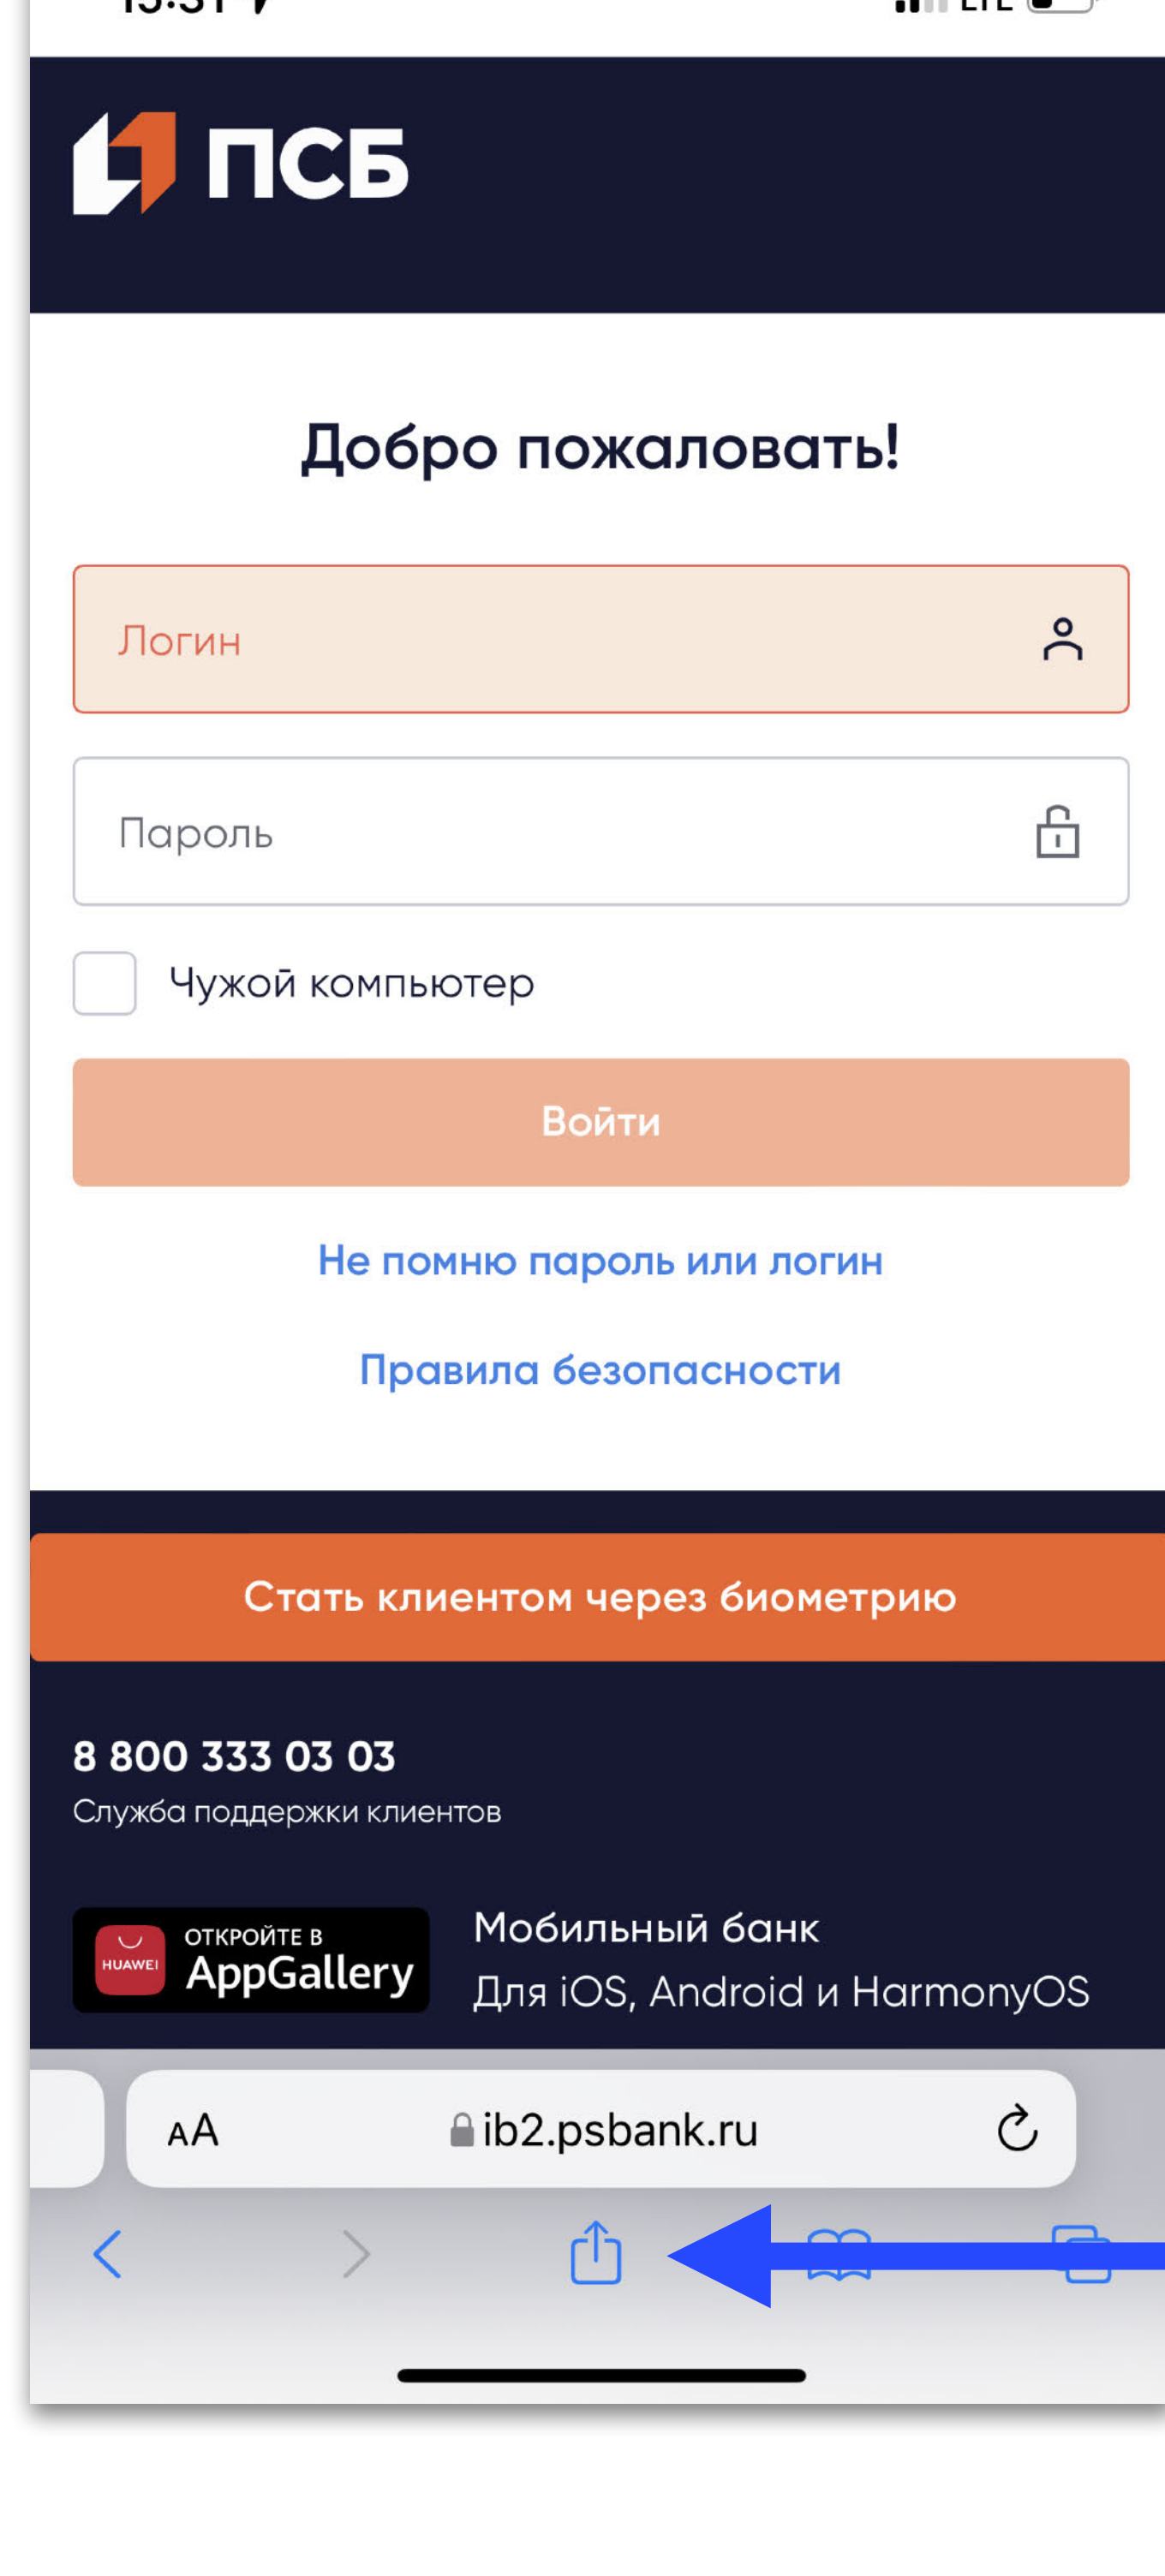 ПСБ
Добро пожаловать!
Логин
Пароль
Чужой компьютер
Войти
Не помню пароль или логин
Правила безопасности
Стать клиентом через биометрию
8 800 333 03 03
Служба поддержки клиентов
ОТКРОЙТЕ В
HUAWEI
AppGallery
Мобильный банк
Для iOS, Android и HarmonyOS
AA
ib2.psbank.ru